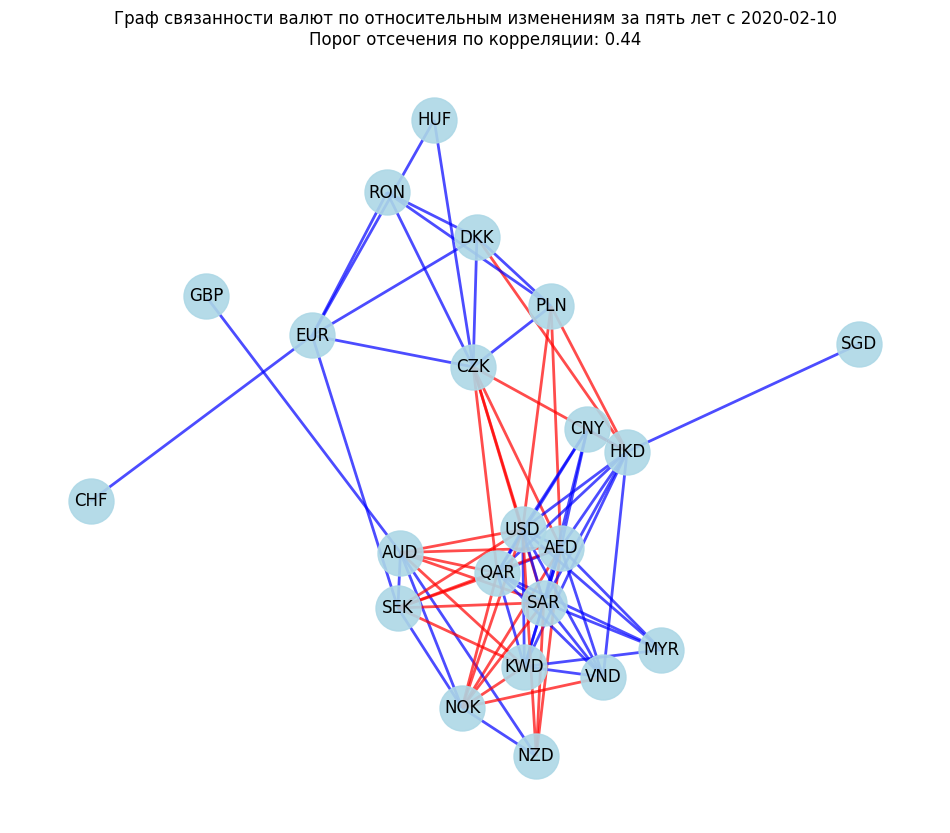 Граф связанности валют по относительным изменениям за пять лет с 2020-02-10
Порог отсечения по корреляции: 0.44
HUF
RON
DKK
GBP
PLN
EUR
SGD
CZK
CNY
HKD
CHF
USD
AED
AUD
QAR
SAR
SEK
MYR
KWD
VND
NOK
NZD